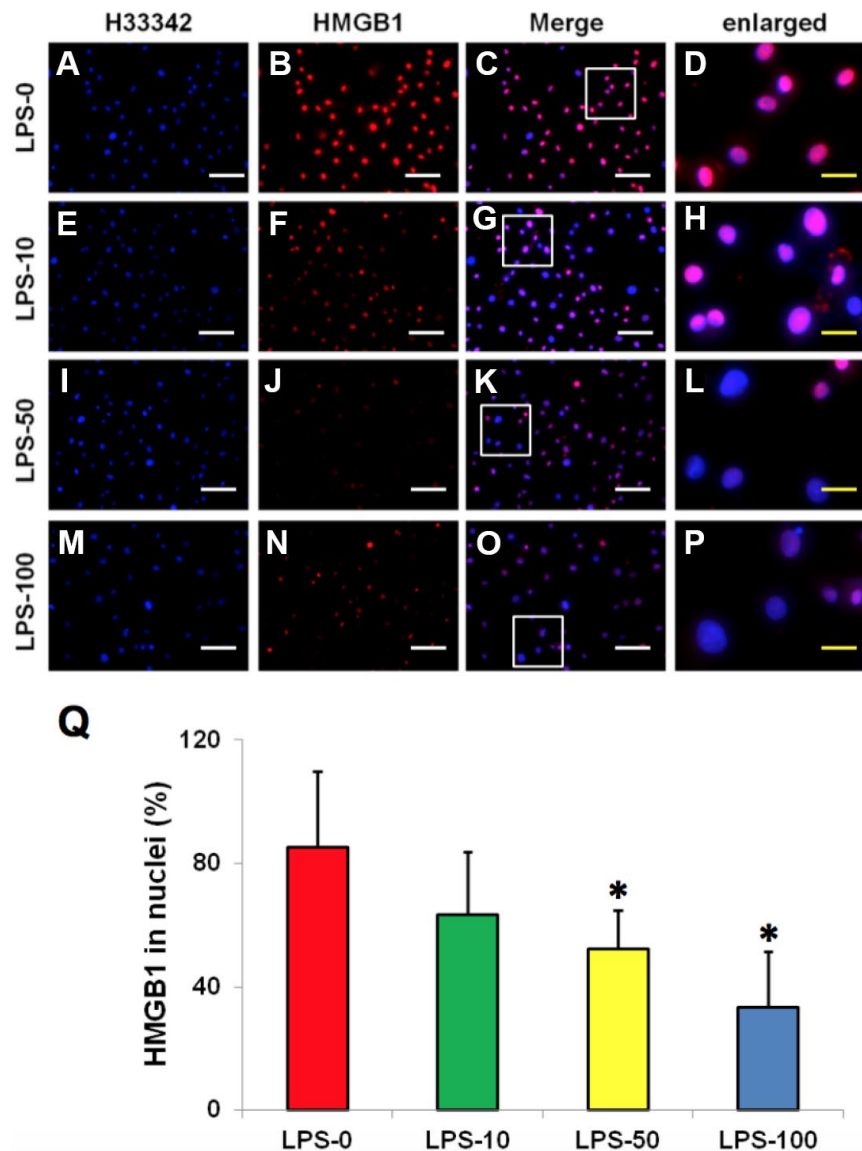 H33342 HMGB1 Merge enlarged
LPS-0 A B C D
LPS-10 E F G H
LPS-50 I J K L
LPS-100 M N O P
Q
HMGB1 in nuclei (%)
120
80
*
*
40
0
LPS-0 LPS-10 LPS-50 LPS-100